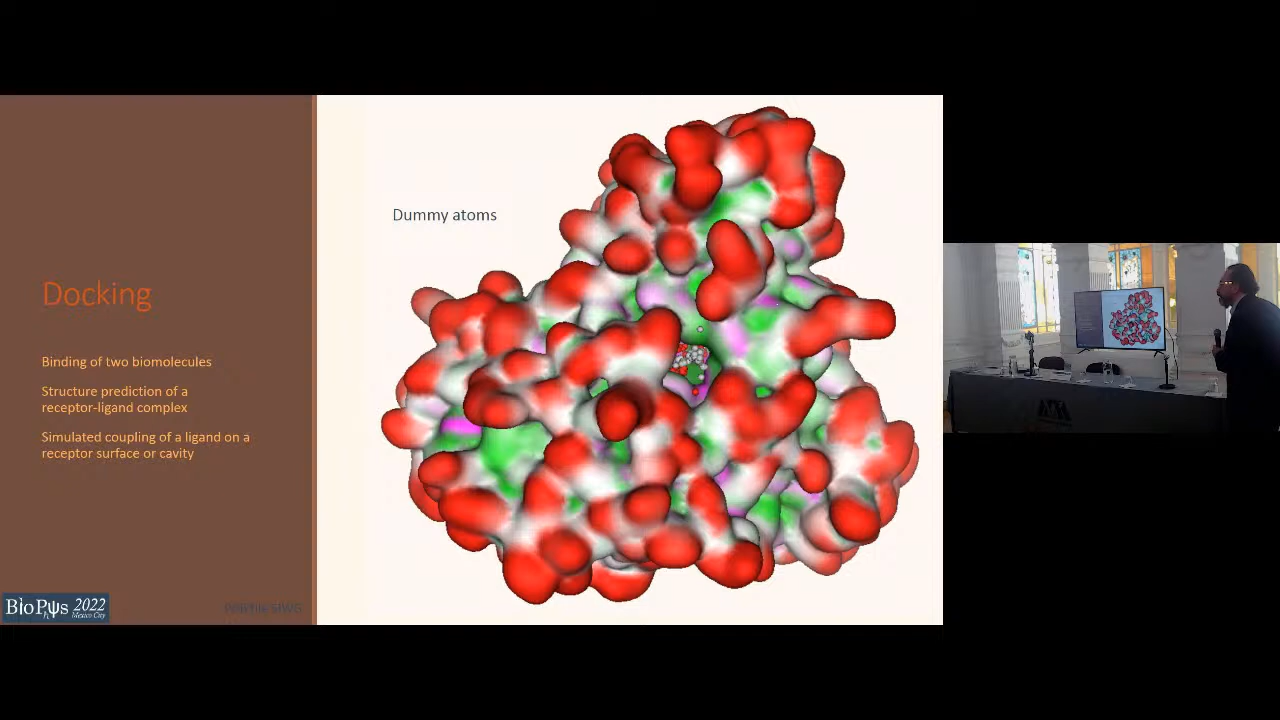 Dummy atoms
Docking
Binding of two biomolecules
Structure prediction of a
receptor-ligand complex
Simulated coupling of a ligand on a
receptor surface or cavity
BioPhys 2022
Mexico City